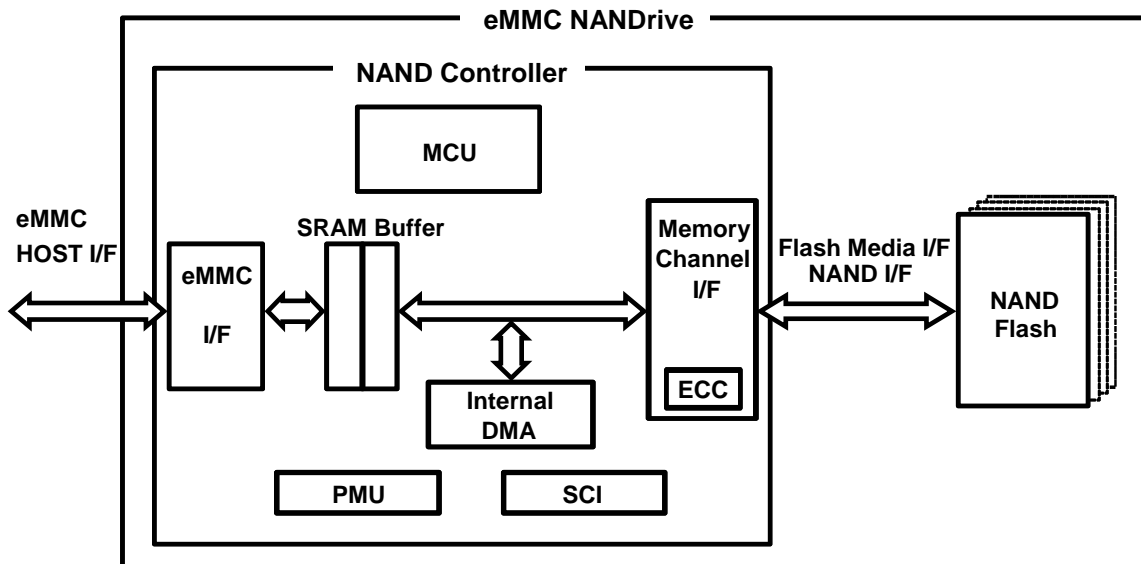 eMMC NANDrive
NAND Controller
MCU
eMMC
HOST I/F
SRAM Buffer
eMMC
I/F
Memory
Channel
I/F
ECC
Flash Media I/F
NAND I/F
NAND
Flash
Internal
DMA
PMU
SCI